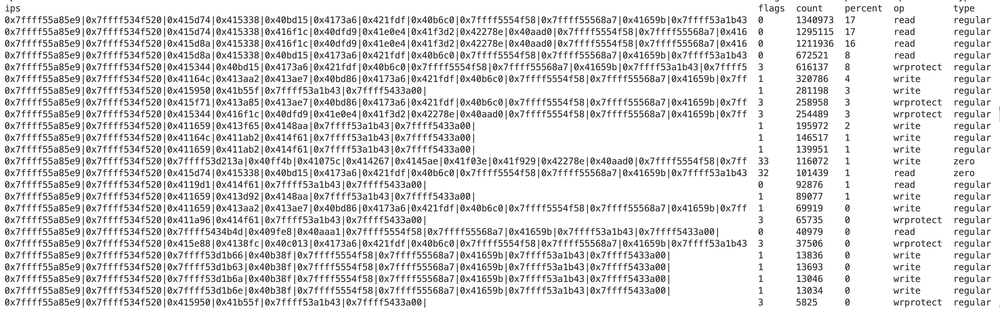 ips flags count percent op type
0x7ffff55a85e9|0x7ffff534f520|0x415d74|0x415338|0x40bd15|0x4173a6|0x421fdf|0x40b6c0|0x7ffff5554f58|0x7ffff55568a7|0x41659b|0x7ffff53a1b43 0 1340973 17 read regular
0x7ffff55a85e9|0x7ffff534f520|0x415d74|0x415338|0x416f1c|0x40dfd9|0x41e0e4|0x41f3d2|0x42278e|0x40aad0|0x7ffff5554f58|0x7ffff55568a7|0x416 0 1295115 17 read regular
0x7ffff55a85e9|0x7ffff534f520|0x415d8a|0x415338|0x416f1c|0x40dfd9|0x41e0e4|0x41f3d2|0x42278e|0x40aad0|0x7ffff5554f58|0x7ffff55568a7|0x416 0 1211936 16 read regular
0x7ffff55a85e9|0x7ffff534f520|0x415d8a|0x415338|0x40bd15|0x4173a6|0x421fdf|0x40b6c0|0x7ffff5554f58|0x7ffff55568a7|0x41659b|0x7ffff53a1b43 0 672521 8 read regular
0x7ffff55a85e9|0x7ffff534f520|0x415344|0x40bd15|0x4173a6|0x421fdf|0x40b6c0|0x7ffff5554f58|0x7ffff55568a7|0x41659b|0x7ffff53a1b43|0x7ffff5 3 616137 8 wrprotect regular
0x7ffff55a85e9|0x7ffff534f520|0x41164c|0x413aa2|0x413ae7|0x40bd86|0x4173a6|0x421fdf|0x40b6c0|0x7ffff5554f58|0x7ffff55568a7|0x41659b|0x7ff 1 320786 4 write regular
0x7ffff55a85e9|0x7ffff534f520|0x415950|0x41b55f|0x7ffff53a1b43|0x7ffff5433a00| 1 281198 3 write regular
0x7ffff55a85e9|0x7ffff534f520|0x415f71|0x413a85|0x413ae7|0x40bd86|0x4173a6|0x421fdf|0x40b6c0|0x7ffff5554f58|0x7ffff55568a7|0x41659b|0x7ff 3 258958 3 wrprotect regular
0x7ffff55a85e9|0x7ffff534f520|0x415344|0x416f1c|0x40dfd9|0x41e0e4|0x41f3d2|0x42278e|0x40aad0|0x7ffff5554f58|0x7ffff55568a7|0x41659b|0x7ff 3 254489 3 wrprotect regular
0x7ffff55a85e9|0x7ffff534f520|0x411659|0x413f65|0x4148aa|0x7ffff53a1b43|0x7ffff5433a00| 1 195972 2 write regular
0x7ffff55a85e9|0x7ffff534f520|0x41164c|0x411ab2|0x414f61|0x7ffff53a1b43|0x7ffff5433a00| 1 146517 1 write regular
0x7ffff55a85e9|0x7ffff534f520|0x411659|0x411ab2|0x414f61|0x7ffff53a1b43|0x7ffff5433a00| 1 139951 1 write regular
0x7ffff55a85e9|0x7ffff534f520|0x7ffff53d213a|0x40ff4b|0x41075c|0x414267|0x4145ae|0x41f03e|0x41f929|0x42278e|0x40aad0|0x7ffff5554f58|0x7ff 33 116072 1 write zero
0x7ffff55a85e9|0x7ffff534f520|0x415d74|0x415338|0x40bd15|0x4173a6|0x421fdf|0x40b6c0|0x7ffff5554f58|0x7ffff55568a7|0x41659b|0x7ffff53a1b43 32 101439 1 read zero
0x7ffff55a85e9|0x7ffff534f520|0x4119d1|0x414f61|0x7ffff53a1b43|0x7ffff5433a00| 0 92876 1 read regular
0x7ffff55a85e9|0x7ffff534f520|0x411659|0x413d92|0x4148aa|0x7ffff53a1b43|0x7ffff5433a00| 1 89077 1 write regular
0x7ffff55a85e9|0x7ffff534f520|0x411659|0x413aa2|0x413ae7|0x40bd86|0x4173a6|0x421fdf|0x40b6c0|0x7ffff5554f58|0x7ffff55568a7|0x41659b|0x7ff 1 69919 0 write regular
0x7ffff55a85e9|0x7ffff534f520|0x411a96|0x414f61|0x7ffff53a1b43|0x7ffff5433a00| 3 65735 0 wrprotect regular
0x7ffff55a85e9|0x7ffff534f520|0x7ffff5434b4d|0x409fe8|0x40aaa1|0x7ffff5554f58|0x7ffff55568a7|0x41659b|0x7ffff53a1b43|0x7ffff5433a00| 0 40979 0 read regular
0x7ffff55a85e9|0x7ffff534f520|0x415e88|0x4138fc|0x40c013|0x4173a6|0x421fdf|0x40b6c0|0x7ffff5554f58|0x7ffff55568a7|0x41659b|0x7ffff53a1b43 3 37506 0 wrprotect regular
0x7ffff55a85e9|0x7ffff534f520|0x7ffff53d1b66|0x40b38f|0x7ffff5554f58|0x7ffff55568a7|0x41659b|0x7ffff53a1b43|0x7ffff5433a00| 1 13836 0 write regular
0x7ffff55a85e9|0x7ffff534f520|0x7ffff53d1b63|0x40b38f|0x7ffff5554f58|0x7ffff55568a7|0x41659b|0x7ffff53a1b43|0x7ffff5433a00| 1 13693 0 write regular
0x7ffff55a85e9|0x7ffff534f520|0x7ffff53d1b6a|0x40b38f|0x7ffff5554f58|0x7ffff55568a7|0x41659b|0x7ffff53a1b43|0x7ffff5433a00| 1 13046 0 write regular
0x7ffff55a85e9|0x7ffff534f520|0x7ffff53d1b6e|0x40b38f|0x7ffff5554f58|0x7ffff55568a7|0x41659b|0x7ffff53a1b43|0x7ffff5433a00| 1 13034 0 write regular
0x7ffff55a85e9|0x7ffff534f520|0x415950|0x41b55f|0x7ffff53a1b43|0x7ffff5433a00| 3 5825 0 wrprotect regular